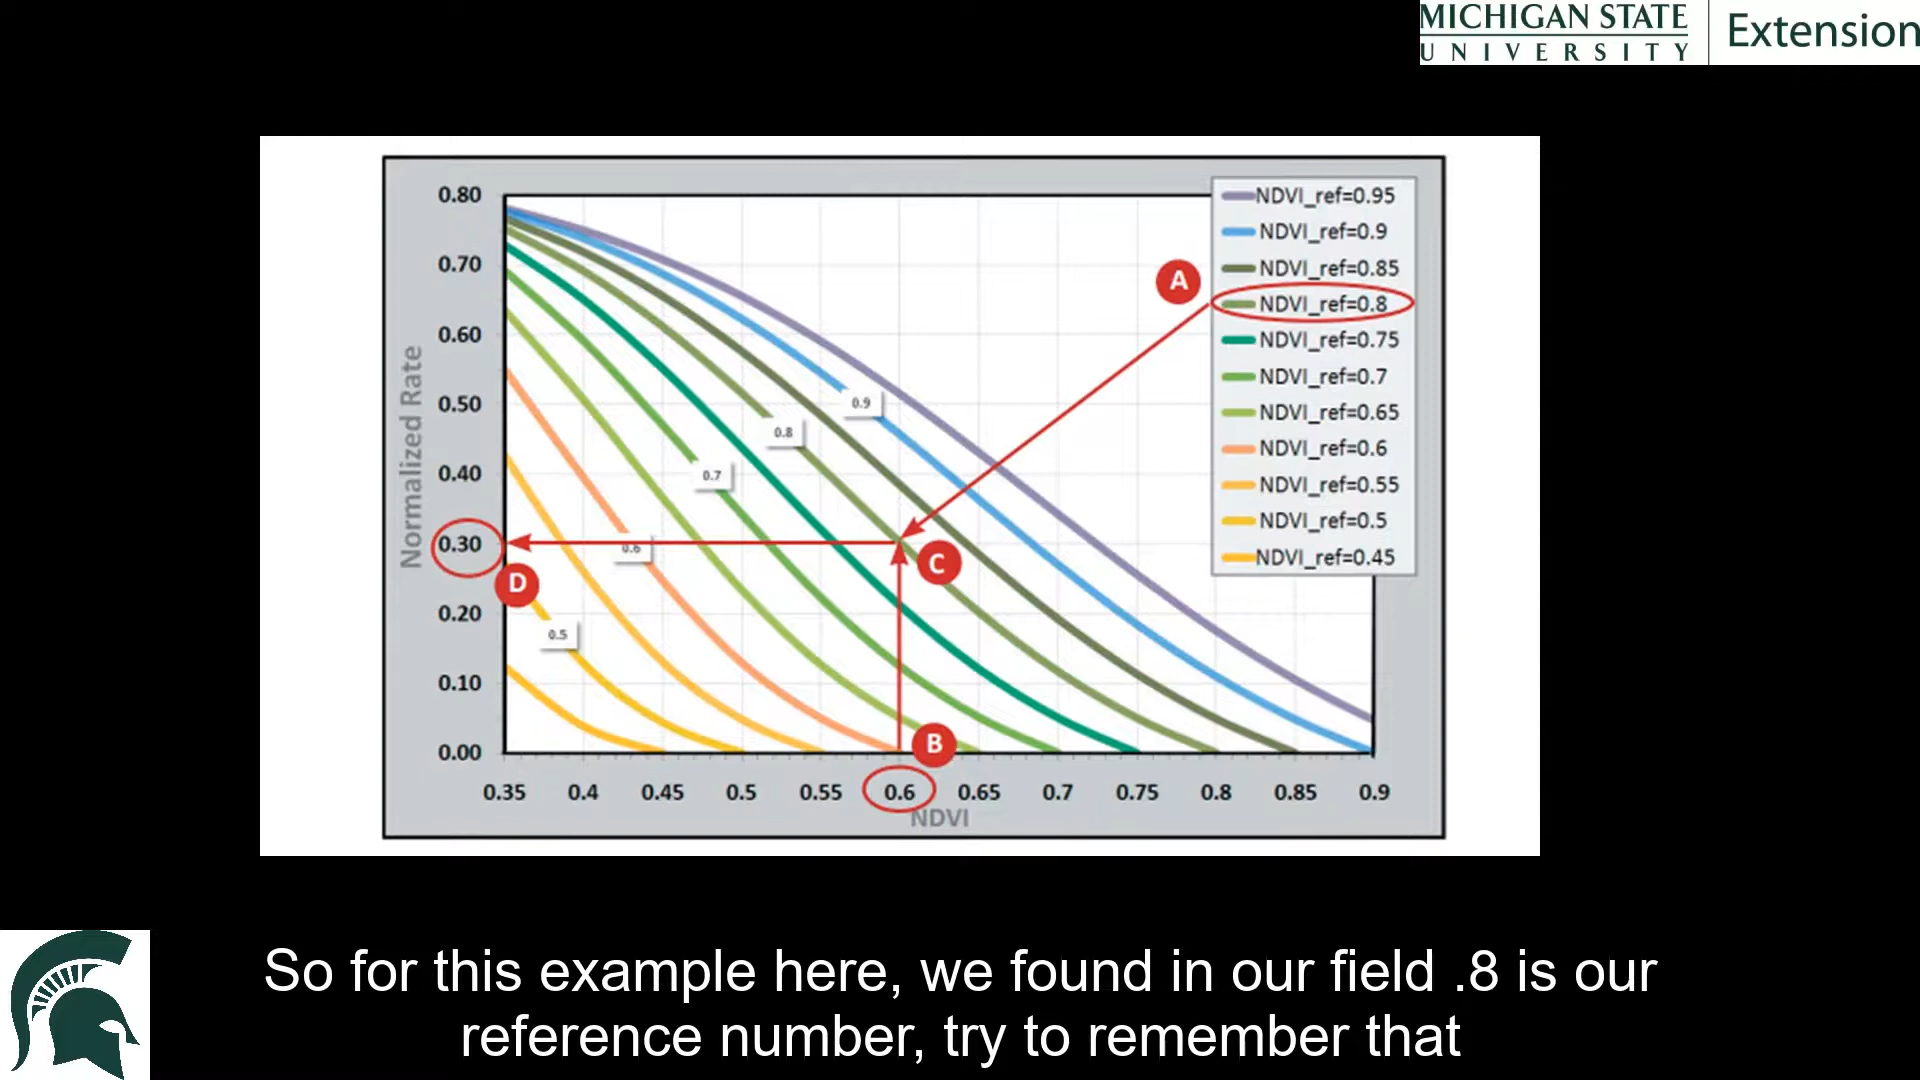 MICHIGAN STATE
UNIVERSITY
Extension
0.80
0.70
0.60
0.50
0.40
0.30
0.20
0.10
0.00
Normalized Rate
0.35 0.4 0.45 0.5 0.55 0.6 0.65 0.7 0.75 0.8 0.85 0.9
NDVI
NDVI_ref=0.95
NDVI_ref=0.9
NDVI_ref=0.85
NDVI_ref=0.8
NDVI_ref=0.75
NDVI_ref=0.7
NDVI_ref=0.65
NDVI_ref=0.6
NDVI_ref=0.55
NDVI_ref=0.5
NDVI_ref=0.45
A
0.9
0.8
0.7
0.6
C
D
0.5
B
So for this example here, we found in our field .8 is our
reference number, try to remember that